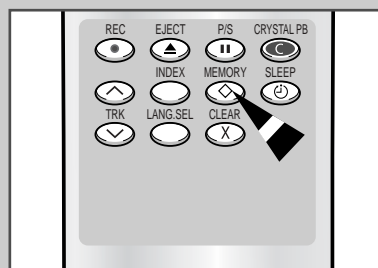 REC EJECT P/S CRYSTAL PB
C
INDEX MEMORY SLEEP
TRK LANG.SEL CLEAR
X